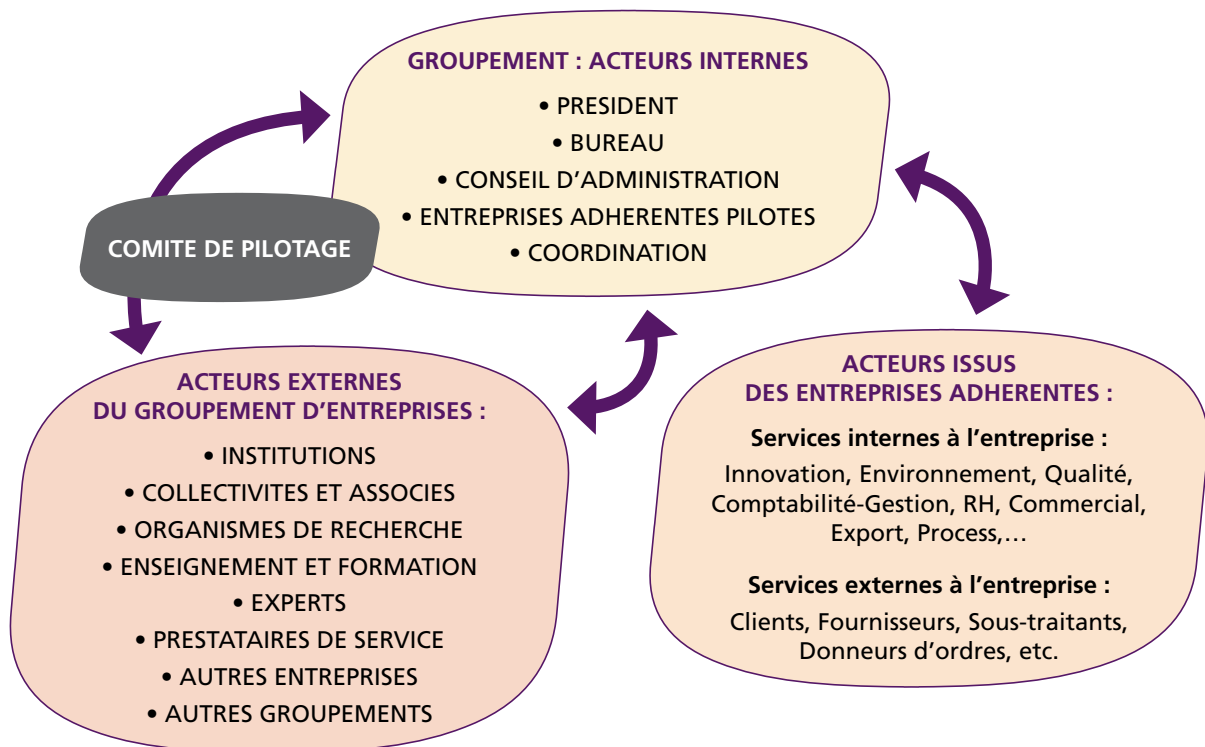 GROUPEMENT : ACTEURS INTERNES
• PRESIDENT
• BUREAU
• CONSEIL D’ADMINISTRATION
• ENTREPRISES ADHERENTES PILOTES
• COORDINATION
COMITE DE PILOTAGE
ACTEURS EXTERNES
DU GROUPEMENT D’ENTREPRISES :
• INSTITUTIONS
• COLLECTIVITES ET ASSOCIES
• ORGANISMES DE RECHERCHE
• ENSEIGNEMENT ET FORMATION
• EXPERTS
• PRESTATAIRES DE SERVICE
• AUTRES ENTREPRISES
• AUTRES GROUPEMENTS
ACTEURS ISSUS
DES ENTREPRISES ADHERENTES :
Services internes à l’entreprise :
Innovation, Environnement, Qualité,
Comptabilité-Gestion, RH, Commercial,
Export, Process,…
Services externes à l’entreprise :
Clients, Fournisseurs, Sous-traitants,
Donneurs d’ordres, etc.